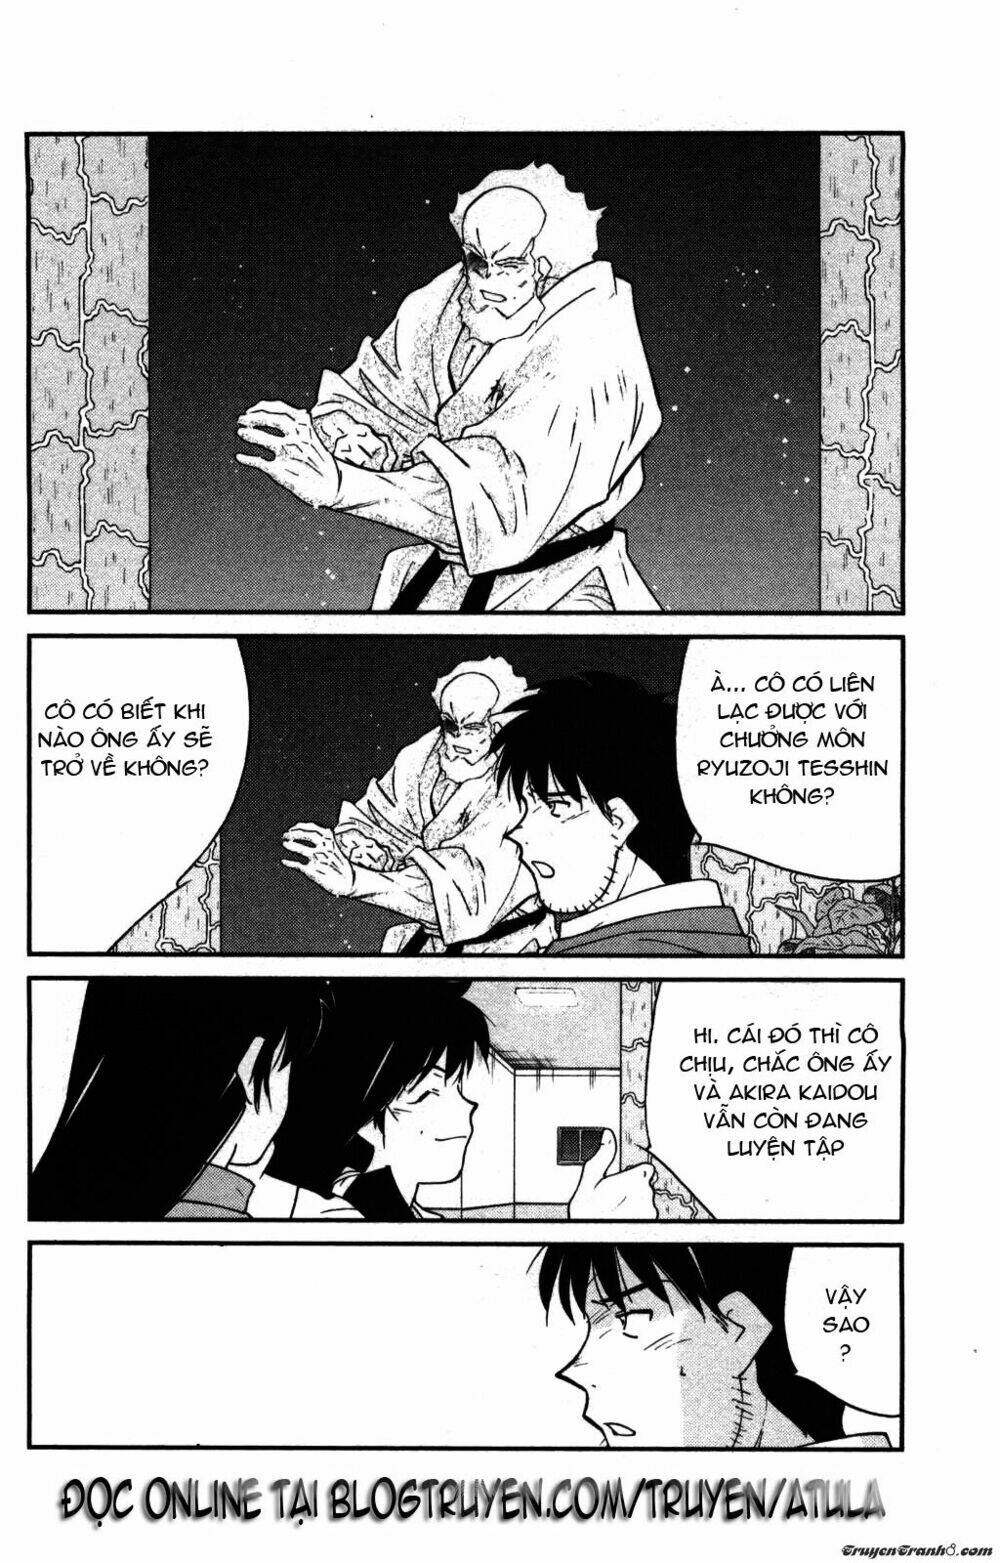 À... CÔ CÓ LIÊN
LẠC ĐƯỢC VỚI
CHƯỞNG MÔN
RYUZOJI TESSHIN
KHÔNG?
CÔ CÓ BIẾT KHI
NÀO ÔNG ẤY SẼ
TRỞ VỀ KHÔNG?
HI. CÁI ĐÓ THÌ CÔ
CHỊU, CHẮC ÔNG ẤY
VÀ AKIRA KAIDOU
VẪN CÒN ĐANG
LUYỆN TẬP
VẬY
SAO
?
ĐỌC ONLINE TẠI BLOGTRUYEN.COM/TRUYEN/ATULA
TruyenTranh8.com